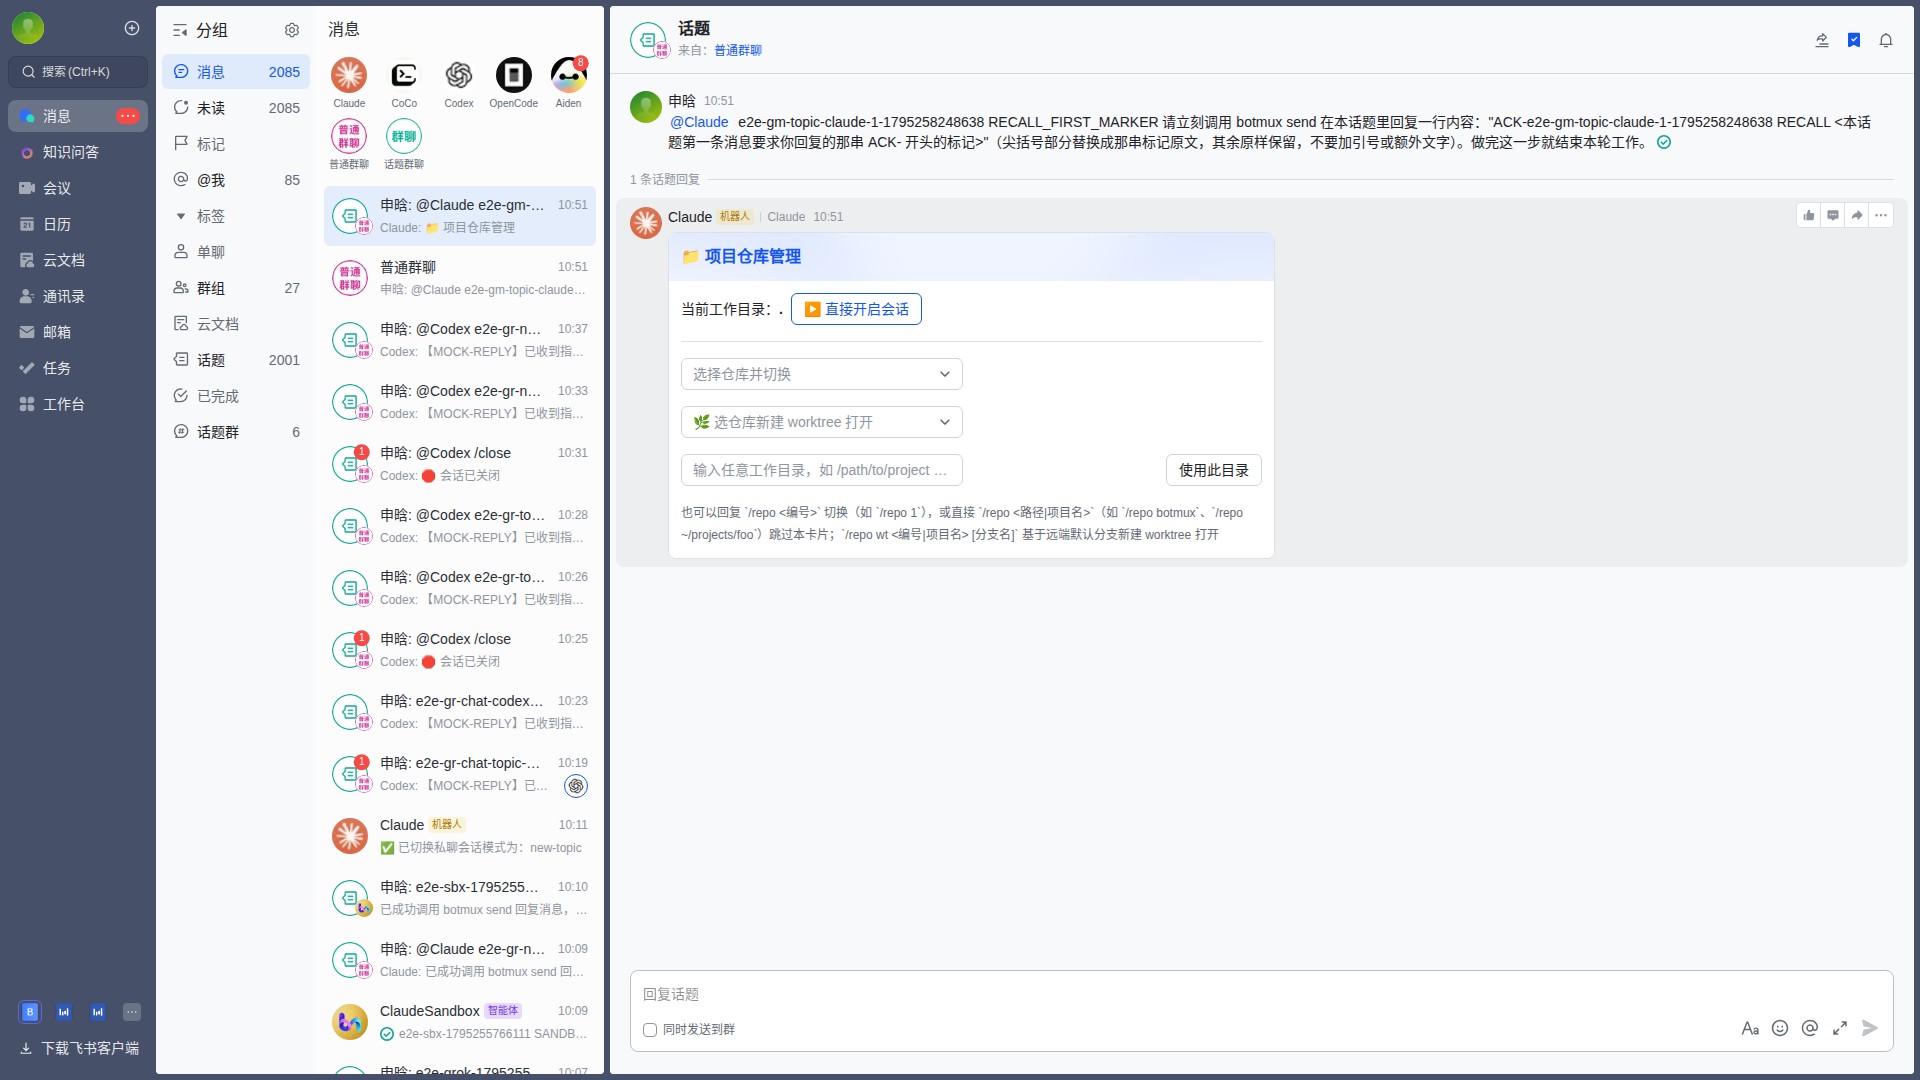 搜索 (Ctrl+K)
消息
知识问答
会议
日历
云文档
通讯录
邮箱
任务
工作台
下载飞书客户端
分组
消息 2085
未读 2085
标记
@我 85
标签
单聊
群组 27
云文档
话题 2001
已完成
话题群 6
消息
Claude
CoCo
Codex
OpenCode
8
Aiden
普通群聊
普通群聊
群聊
话题群聊
申晗: @Claude e2e-gm-... 10:51
Claude: 📁 项目仓库管理
普通群聊 10:51
申晗: @Claude e2e-gm-topic-claude...
申晗: @Codex e2e-gr-n... 10:37
Codex: 【MOCK-REPLY】已收到指...
申晗: @Codex e2e-gr-n... 10:33
Codex: 【MOCK-REPLY】已收到指...
1
申晗: @Codex /close 10:31
Codex: 🛑 会话已关闭
申晗: @Codex e2e-gr-to... 10:28
Codex: 【MOCK-REPLY】已收到指...
申晗: @Codex e2e-gr-to... 10:26
Codex: 【MOCK-REPLY】已收到指...
1
申晗: @Codex /close 10:25
Codex: 🛑 会话已关闭
申晗: e2e-gr-chat-codex... 10:23
Codex: 【MOCK-REPLY】已收到指...
1
申晗: e2e-gr-chat-topic-... 10:19
Codex: 【MOCK-REPLY】已...
Claude 机器人 10:11
✅ 已切换私聊会话模式为：new-topic
申晗: e2e-sbx-1795255... 10:10
已成功调用 botmux send 回复消息，...
申晗: @Claude e2e-gr-n... 10:09
Claude: 已成功调用 botmux send 回...
ClaudeSandbox 智能体 10:09
e2e-sbx-1795255766111 SANDB...
申晗: e2e-grok-1795255... 10:07
话题
来自：普通群聊
申晗 10:51
@Claude e2e-gm-topic-claude-1-1795258248638 RECALL_FIRST_MARKER 请立刻调用 botmux send 在本话题里回复一行内容："ACK-e2e-gm-topic-claude-1-1795258248638 RECALL <本话
题第一条消息要求你回复的那串 ACK- 开头的标记>"（尖括号部分替换成那串标记原文，其余原样保留，不要加引号或额外文字）。做完这一步就结束本轮工作。
1 条话题回复
Claude 机器人 Claude 10:51
📁 项目仓库管理
当前工作目录：. ▶️ 直接开启会话
选择仓库并切换
🌿 选仓库新建 worktree 打开
输入任意工作目录，如 /path/to/project ... 使用此目录
也可以回复 `/repo <编号>` 切换（如 `/repo 1`），或直接 `/repo <路径|项目名>`（如 `/repo botmux`、`/repo
~/projects/foo`）跳过本卡片；`/repo wt <编号|项目名> [分支名]` 基于远端默认分支新建 worktree 打开
回复话题
同时发送到群